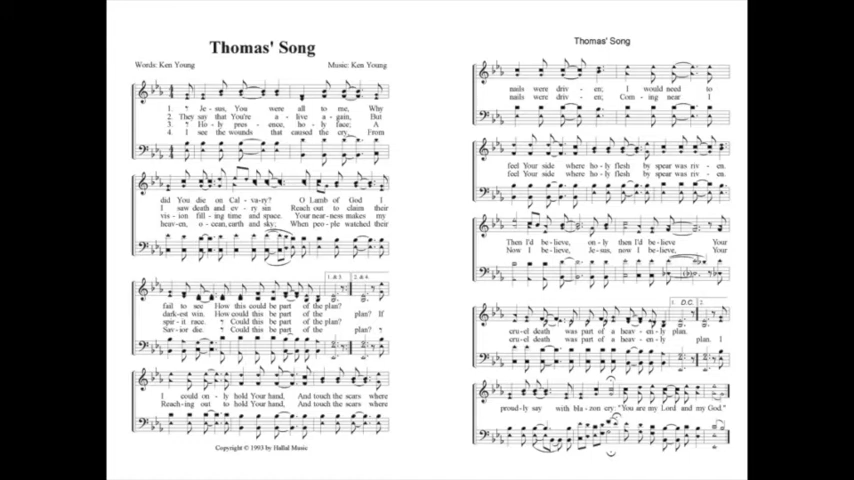 Thomas' Song
Words: Ken Young
Music: Ken Young
1. Je - sus, You were all to me, Why
2. They say that You're a - live a - gain, But
3. Ho - ly pres - ence, ho - ly face; A
4. I see the wounds that caused the cry, From
did You die on Cal - va - ry? O Lamb of God I
I saw death and ev - ry sin Reach out to claim their
vis - ion fill - ing time and space. Your near - ness makes my
heav - en, o - cean, earth and sky; When peo - ple watched their
1. & 3. 2. & 4.
fail to see How this could be part of the plan?
dark - est win. How could this be part of the plan? If
spir - it race. Could this be part of the plan?
Sav - ior die. Could this be part of the plan?
I could on - ly hold Your hand, And touch the scars where
Reach - ing out to hold Your hand, And touch the scars where
Copyright © 1993 by Hallal Music
Thomas' Song
nails were driv - en; I would need to
nails were driv - en; Com - ing near I
feel Your side where ho - ly flesh by spear was riv - en.
feel Your side where ho - ly flesh by spear was riv - en.
Then I'd be - lieve, on - ly then I'd be - lieve Your
Now I be - lieve, Jesus, now I be - lieve. Your
1. D.C. 2.
cru - el death was part of a heav - en - ly plan.
cru - el death was part of a heav - en - ly plan. I
proud - ly say with bla - zon cry: "You are my Lord and my God."